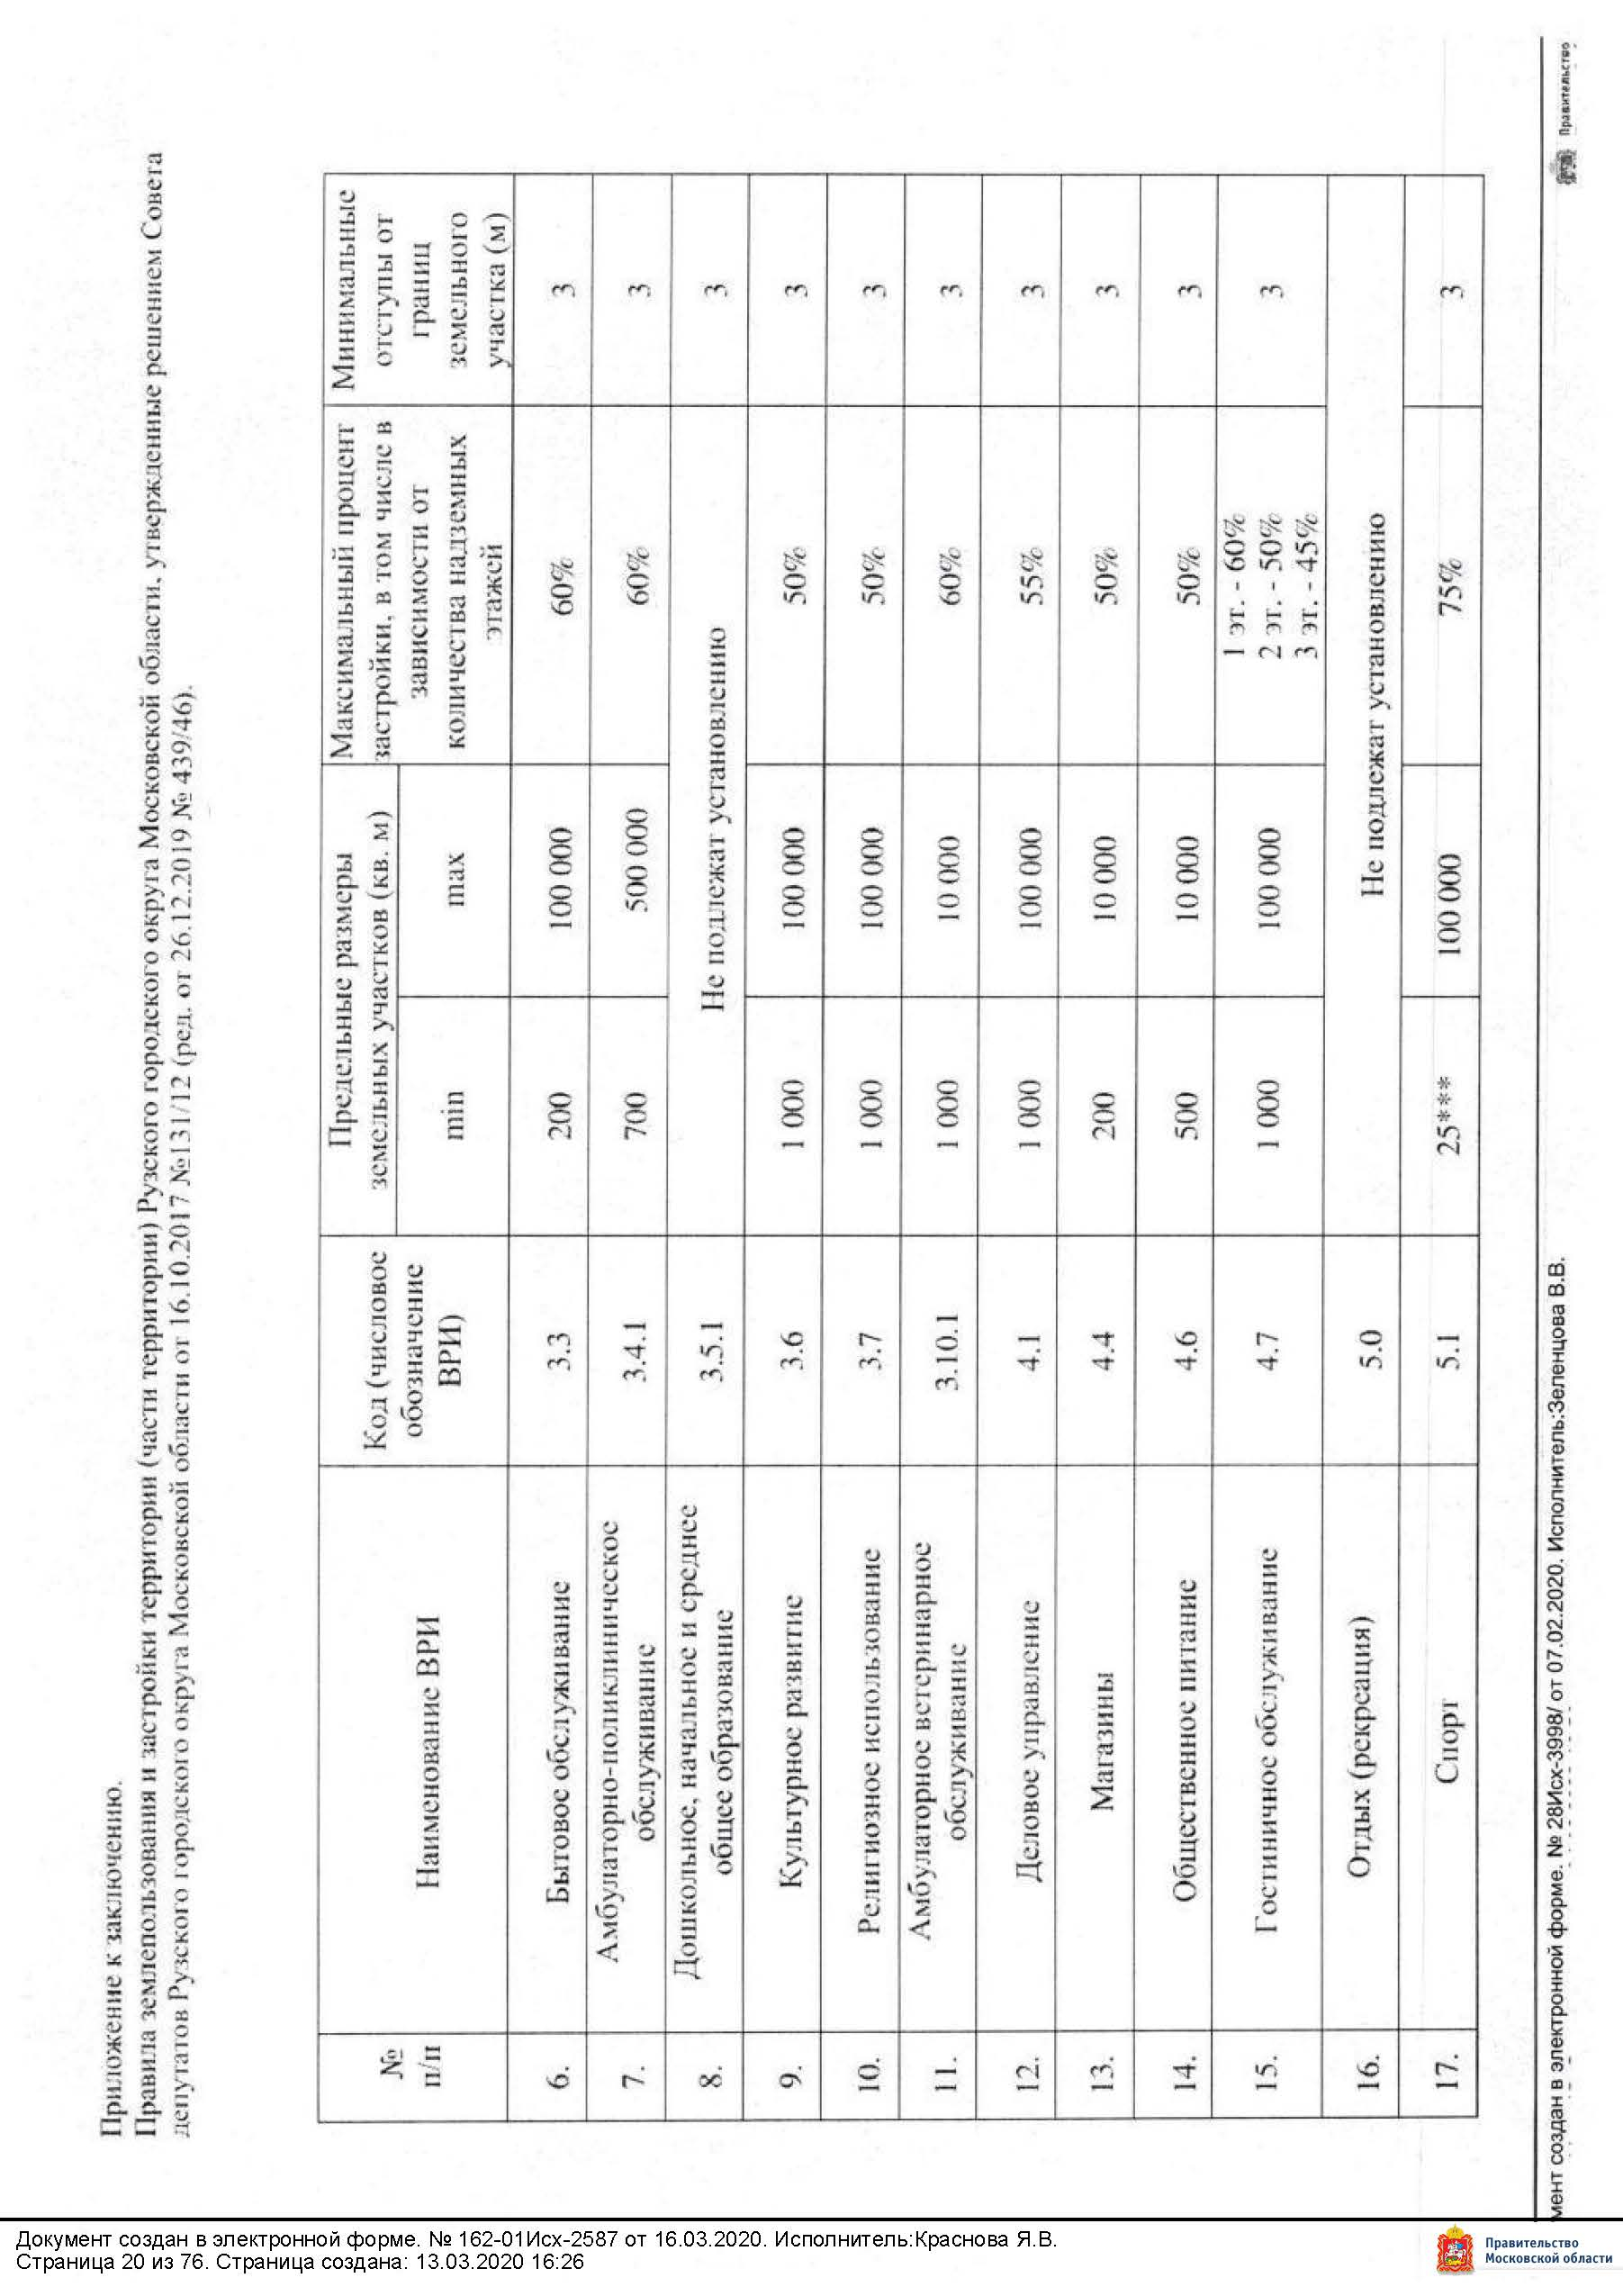 Приложение к заключению.
Правила землепользования и застройки территории (части территории) Рузского городского округа Московской области, утвержденные решением Совета
депутатов Рузского городского округа Московской области от 16.10.2017 №131/12 (ред. от 26.12.2019 № 439/46).
№ п/п Наименование ВРИ Код (числовое обозначение ВРИ) Предельные размеры земельных участков (кв. м) Максимальный процент застройки, в том числе в зависимости от количества надземных этажей Минимальные отступы от границ земельного участка (м)
min max
6. Бытовое обслуживание 3.3 200 100 000 60% 3
7. Амбулаторно-поликлиническое обслуживание 3.4.1 700 500 000 60% 3
8. Дошкольное, начальное и среднее общее образование 3.5.1 Не подлежат установлению 3
9. Культурное развитие 3.6 1 000 100 000 50% 3
10. Религиозное использование 3.7 1 000 100 000 50% 3
11. Амбулаторное ветеринарное обслуживание 3.10.1 1 000 10 000 60% 3
12. Деловое управление 4.1 1 000 100 000 55% 3
13. Магазины 4.4 200 10 000 50% 3
14. Общественное питание 4.6 500 10 000 50% 3
15. Гостиничное обслуживание 4.7 1 000 100 000 1 эт. - 60% 2 эт. - 50% 3 эт. - 45% 3
16. Отдых (рекреация) 5.0 Не подлежат установлению
17. Спорт 5.1 25*** 100 000 75% 3
мент создан в электронной форме. № 28Исх-3998/ от 07.02.2020. Исполнитель:Зеленцова В.В.
Правительство
Документ создан в электронной форме. № 162-01Исх-2587 от 16.03.2020. Исполнитель:Краснова Я.В.
Страница 20 из 76. Страница создана: 13.03.2020 16:26
Правительство
Московской области